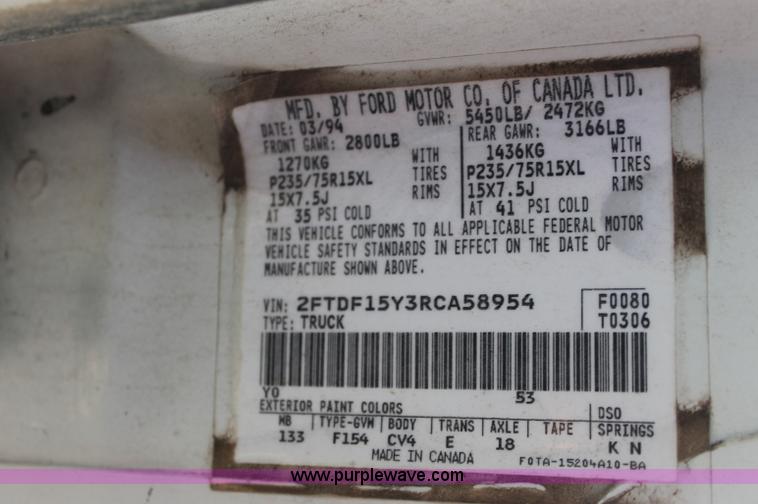 MFD. BY FORD MOTOR CO. OF CANADA LTD.
DATE: 03/94 GVWR: 5450LB/ 2472KG
FRONT GAWR: 2800LB REAR GAWR: 3166LB
1270KG WITH 1436KG WITH
P235/75R15XL TIRES P235/75R15XL TIRES
15X7.5J RIMS 15X7.5J RIMS
AT 35 PSI COLD AT 41 PSI COLD
THIS VEHICLE CONFORMS TO ALL APPLICABLE FEDERAL MOTOR
VEHICLE SAFETY STANDARDS IN EFFECT ON THE DATE OF
MANUFACTURE SHOWN ABOVE.
VIN: 2FTDF15Y3RCA58954 F0080
TYPE: TRUCK T0306
YO 53
EXTERIOR PAINT COLORS DSO
WB TYPE-GVW BODY TRANS AXLE TAPE SPRINGS
133 F154 CV4 E 18 K N
MADE IN CANADA F0TA-15204A10-BA
www.purplewave.com